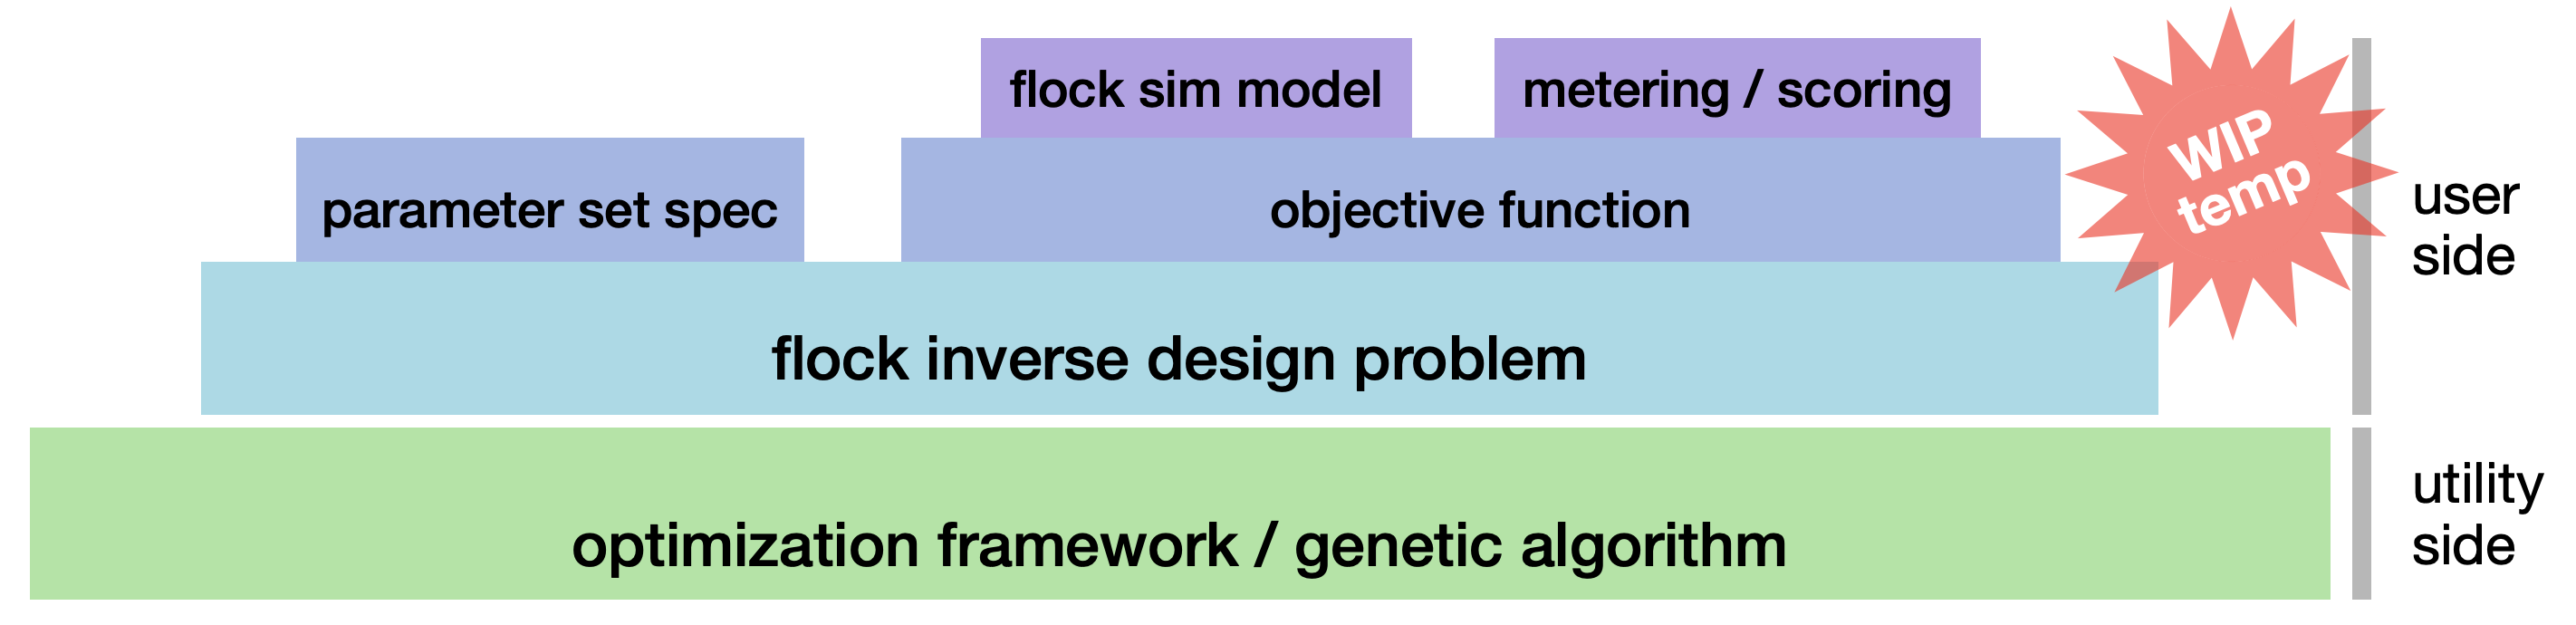 flock sim model
metering / scoring
WIP
temp
parameter set spec
objective function
user
side
flock inverse design problem
optimization framework / genetic algorithm
utility
side